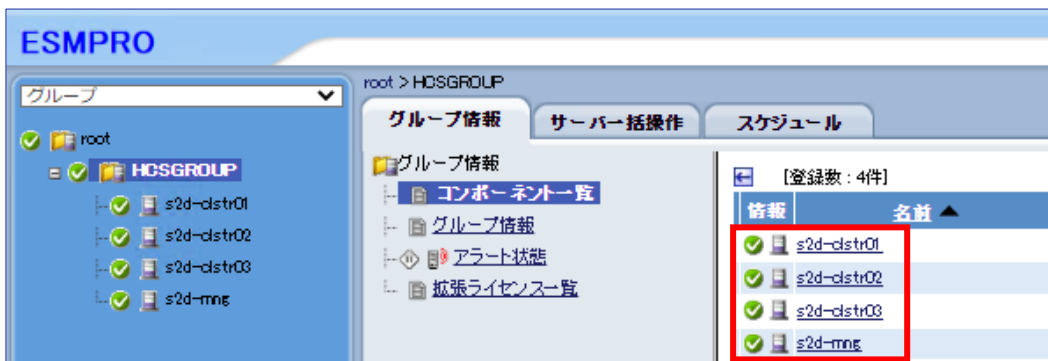 ESMPRO
グループ
root
HCSGROUP
s2d-clstr01
s2d-clstr02
s2d-clstr03
s2d-mng
root > HCSGROUP
グループ情報
サーバ一括操作
スケジュール
グループ情報
コンポーネント一覧
グループ情報
アラート状態
拡張ライセンス一覧
[登録数 : 4件]
情報 名前 ▲
s2d-clstr01
s2d-clstr02
s2d-clstr03
s2d-mng